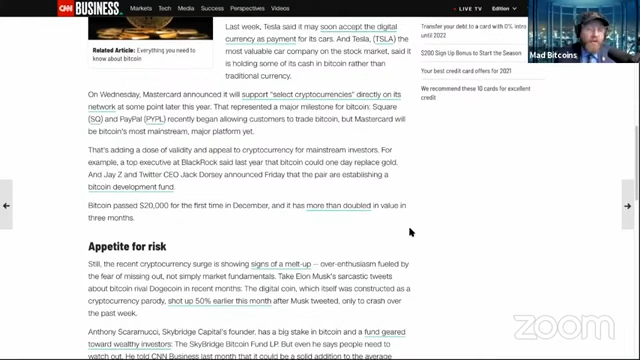 CNN BUSINESS Markets Tech Media Success Perspectives Videos LIVE TV Edition
Last week, Tesla said it may soon accept the digital
currency as payment for its cars. And Tesla, (TSLA) the
most valuable car company on the stock market, said it
is holding some of its cash in bitcoin rather than
traditional currency.
Related Article: Everything you need
to know about bitcoin
On Wednesday, Mastercard announced it will support "select cryptocurrencies" directly on its
network at some point later this year. That represented a major milestone for bitcoin: Square
(SQ) and PayPal (PYPL) recently began allowing customers to trade bitcoin, but Mastercard will
be bitcoin's most mainstream, major platform yet.
That's adding a dose of validity and appeal to cryptocurrency for mainstream investors. For
example, a top executive at BlackRock said last year that bitcoin could one day replace gold.
And Jay Z and Twitter CEO Jack Dorsey announced Friday that the pair are establishing a
bitcoin development fund.
Bitcoin passed $20,000 for the first time in December, and it has more than doubled in value in
three months.
Appetite for risk
Still, the recent cryptocurrency surge is showing signs of a melt-up — over-enthusiasm fueled by
the fear of missing out, not simply market fundamentals. Take Elon Musk's sarcastic tweets
about bitcoin rival Dogecoin in recent months: The digital coin, which itself was constructed as a
cryptocurrency parody, shot up 50% earlier this month after Musk tweeted, only to crash over
the past week.
Anthony Scaramucci, Skybridge Capital's founder, has a big stake in bitcoin and a fund geared
toward wealthy investors: The SkyBridge Bitcoin Fund LP. But even he says people need to
watch out. He told CNN Business last month that it could be a solid addition to the average
Transfer your debt to a card with 0% intro
until 2022
$200 Sign Up Bonus to Start the Season
Your best credit card offers for 2021
We recommend these 10 cards for excellent
credit
Mad Bitcoins
zoom